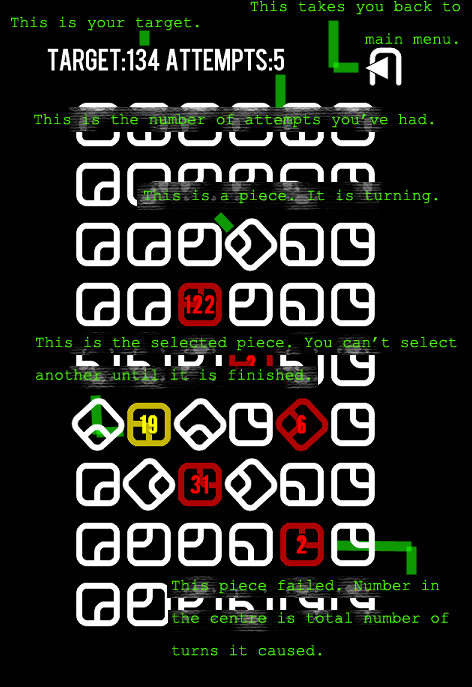 This takes you back to
This is your target.
main menu.
TARGET:134 ATTEMPTS:5
This is the number of attempts you've had.
This is a piece. It is turning.
122
This is the selected piece. You can't select
another until it is finished.
19
6
31
2
This piece failed. Number in
the centre is total number of
turns it caused.